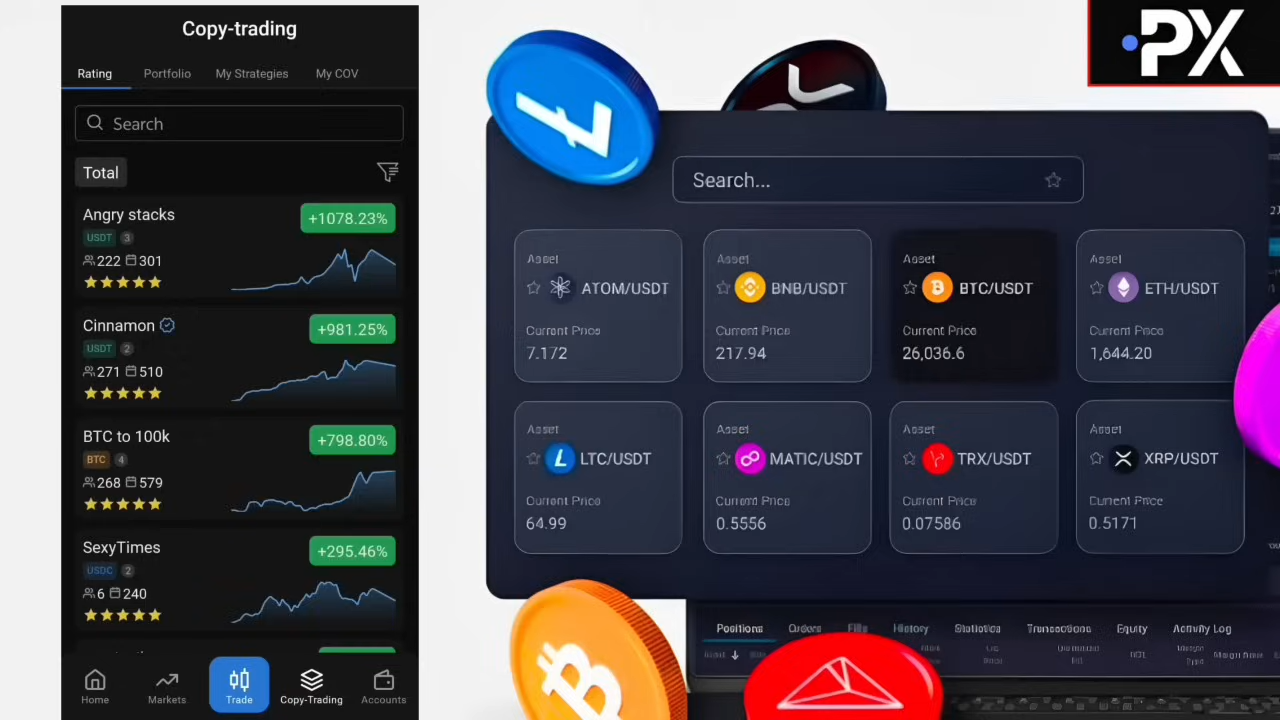 Copy-trading
Rating Portfolio My Strategies My COV
Search
Total
Angry stacks +1078.23%
USDT 3
222 301
Cinnamon +981.25%
USDT 2
271 510
BTC to 100k +798.80%
BTC 4
268 579
SexyTimes +295.46%
USDC 2
6 240
Home Markets Trade Copy-Trading Accounts
PX
Search...
Asset Asset Asset Asset
ATOM/USDT BNB/USDT BTC/USDT ETH/USDT
Current Price Current Price Current Price Current Price
7.172 217.94 26,036.6 1,644.20
Asset Asset Asset Asset
LTC/USDT MATIC/USDT TRX/USDT XRP/USDT
Current Price Current Price Current Price Current Price
64.99 0.5556 0.07586 0.5171
Positions Orders Fills History Statistics Transactions Equity Activity Log